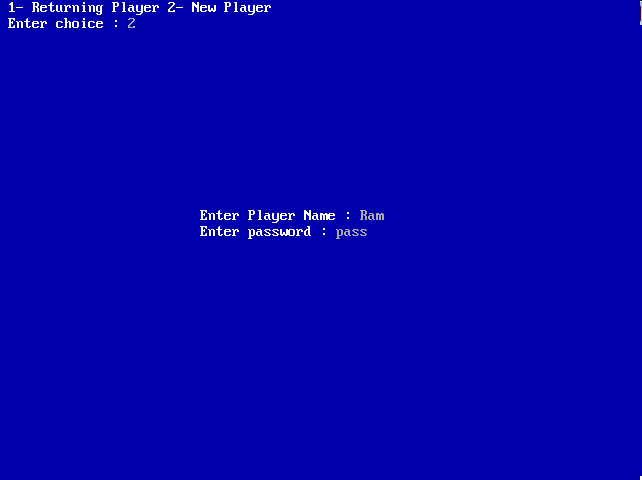 1- Returning Player 2- New Player
Enter choice : 2
Enter Player Name : Ram
Enter password : pass